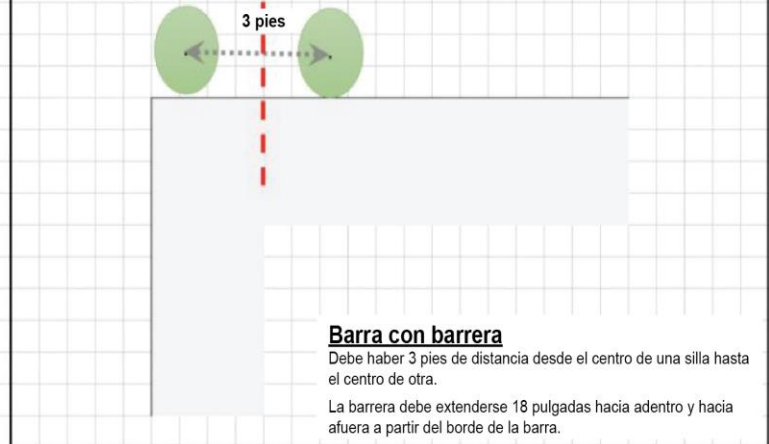 3 pies
Barra con barrera
Debe haber 3 pies de distancia desde el centro de una silla hasta
el centro de otra.
La barrera debe extenderse 18 pulgadas hacia adentro y hacia
afuera a partir del borde de la barra.